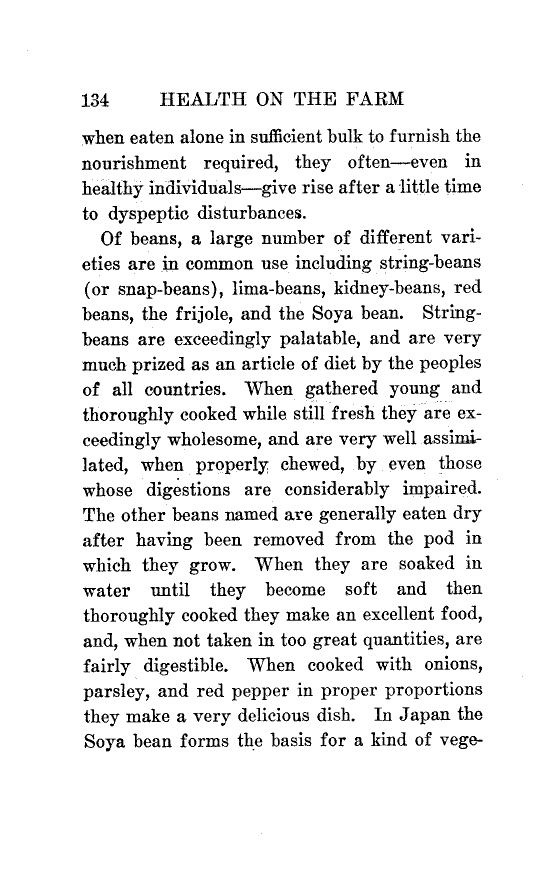 134 HEALTH ON THE FARM
when eaten alone in sufficient bulk to furnish the
nourishment required, they often—even in
healthy individuals—give rise after a little time
to dyspeptic disturbances.
Of beans, a large number of different vari-
eties are in common use including string-beans
(or snap-beans), lima-beans, kidney-beans, red
beans, the frijole, and the Soya bean. String-
beans are exceedingly palatable, and are very
much prized as an article of diet by the peoples
of all countries. When gathered young and
thoroughly cooked while still fresh they are ex-
ceedingly wholesome, and are very well assimi-
lated, when properly chewed, by even those
whose digestions are considerably impaired.
The other beans named are generally eaten dry
after having been removed from the pod in
which they grow. When they are soaked in
water until they become soft and then
thoroughly cooked they make an excellent food,
and, when not taken in too great quantities, are
fairly digestible. When cooked with onions,
parsley, and red pepper in proper proportions
they make a very delicious dish. In Japan the
Soya bean forms the basis for a kind of vege-